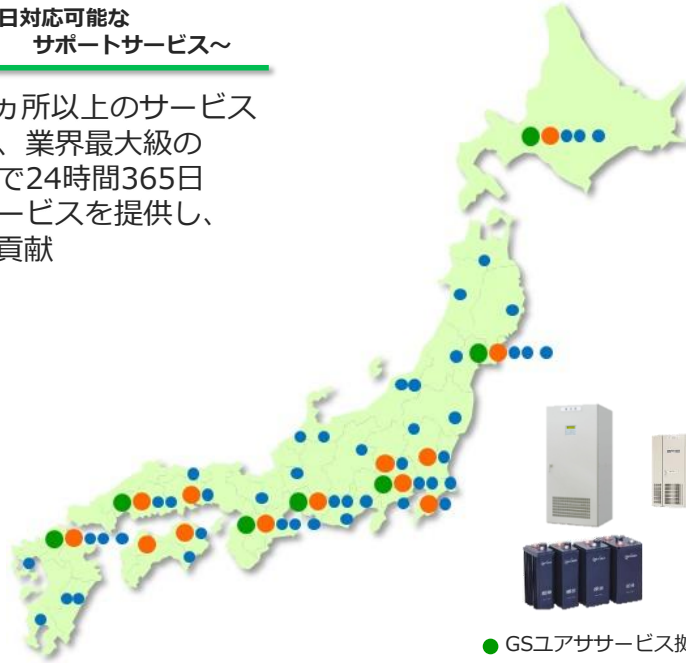 日対応可能な
サポートサービス～
ヵ所以上のサービス
、業界最大級の
で24時間365日
ービスを提供し、
貢献
GSユアササービス拠